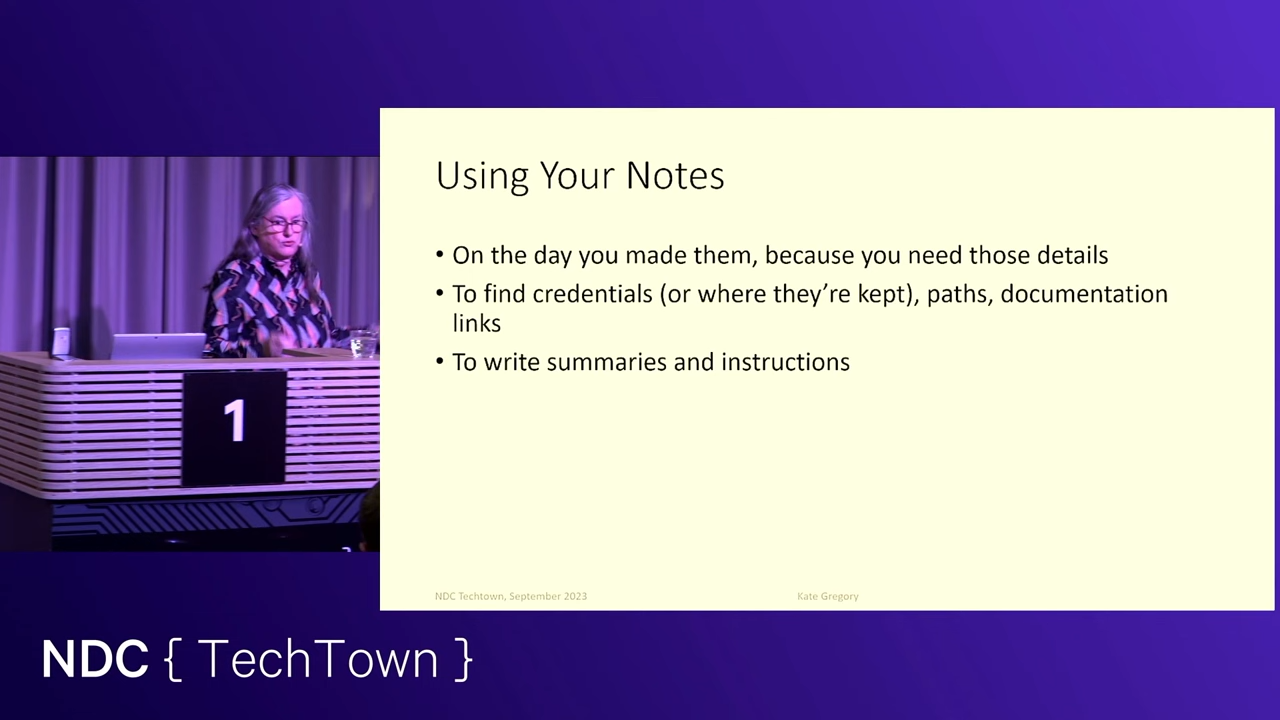 Using Your Notes
• On the day you made them, because you need those details
• To find credentials (or where they’re kept), paths, documentation
links
• To write summaries and instructions
NDC Techtown, September 2023
Kate Gregory
1
NDC { TechTown }